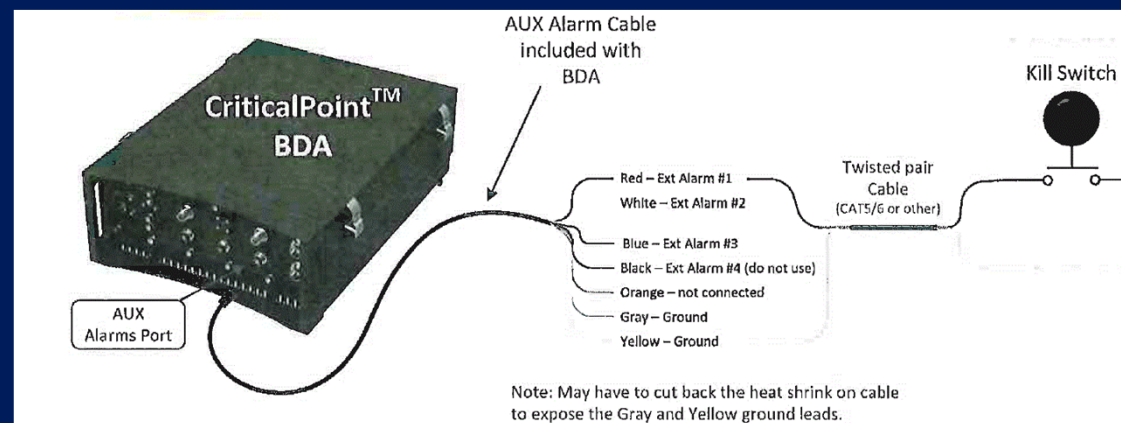 AUX Alarm Cable
included with
BDA
Kill Switch
CriticalPoint™
BDA
Twisted pair
Cable
(CAT5/6 or other)
Red – Ext Alarm #1
White – Ext Alarm #2
Blue – Ext Alarm #3
Black – Ext Alarm #4 (do not use)
Orange – not connected
Gray – Ground
Yellow – Ground
AUX
Alarms Port
Note: May have to cut back the heat shrink on cable
to expose the Gray and Yellow ground leads.